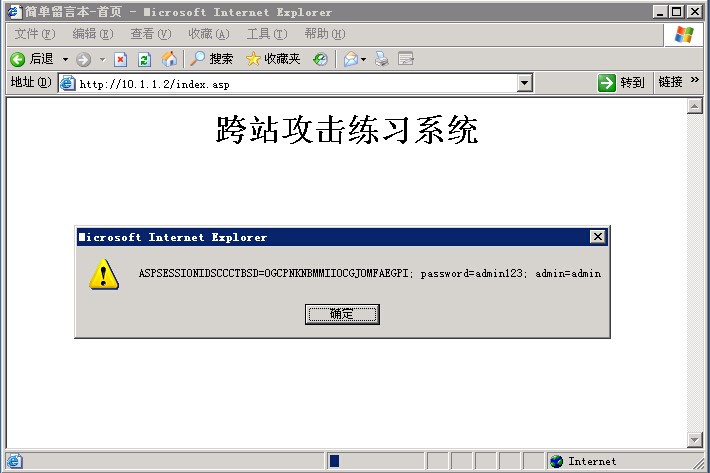 简单留言本-首页 - Microsoft Internet Explorer
文件(F) 编辑(E) 查看(V) 收藏(A) 工具(T) 帮助(H)
后退 搜索 收藏夹
地址(D) http://10.1.1.2/index.asp 转到 链接 »
跨站攻击练习系统
Microsoft Internet Explorer
ASPSESSIONIDSCCCTBSD=OGCPNKNBMMIIOCGJOMFAEGPI; password=admin123; admin=admin
确定
Internet